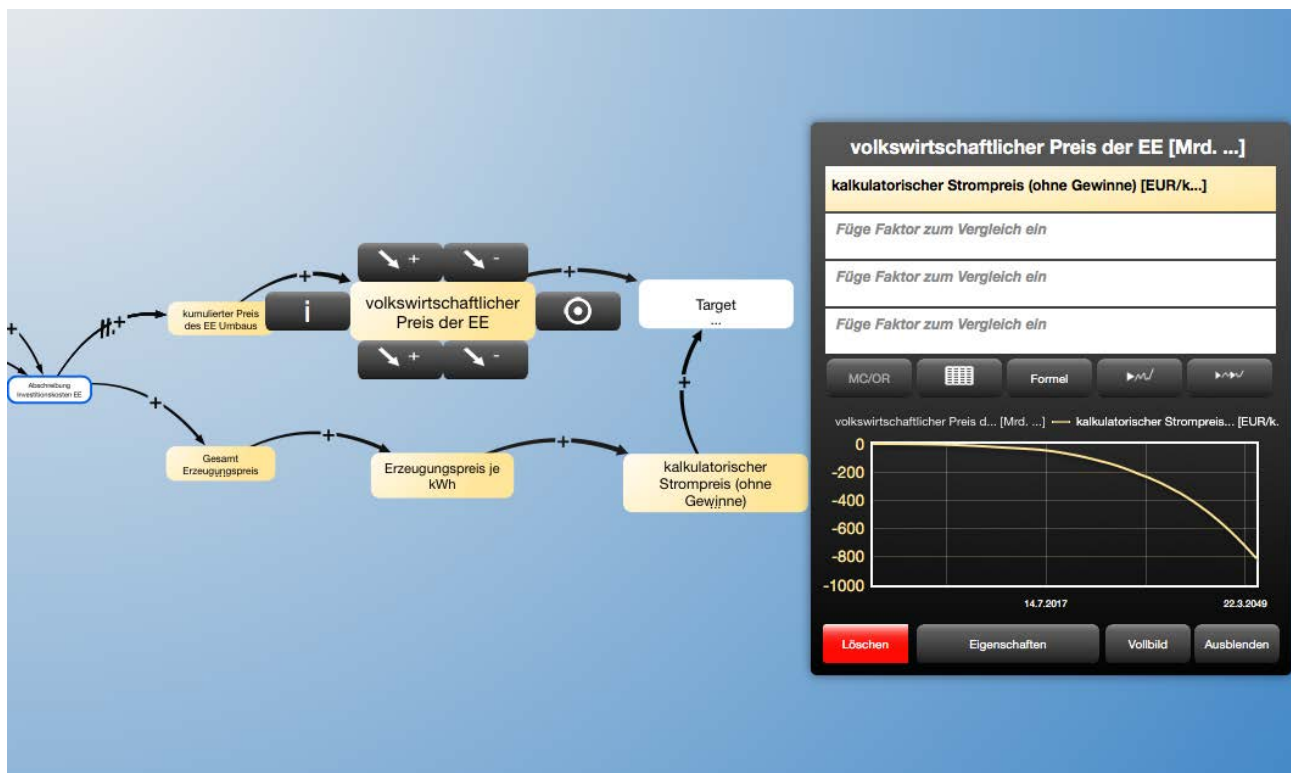 volkswirtschaftlicher Preis der EE [Mrd. ...]
kalkulatorischer Strompreis (ohne Gewinne) [EUR/k...]
Füge Faktor zum Vergleich ein
Füge Faktor zum Vergleich ein
Füge Faktor zum Vergleich ein
MC/OR
Formel
volkswirtschaftlicher Preis d... [Mrd. ...]
kalkulatorischer Strompreis... [EUR/k.
0
-200
-400
-600
-800
-1000
14.7.2017
22.3.2049
Löschen
Eigenschaften
Vollbild
Ausblenden
+
-
+
+
i
volkswirtschaftlicher
Preis der EE
Target
...
kumulierter Preis
des EE Umbaus
+
+
+
-
+
Abschreibung
Investitionskosten EE
+
+
+
Gesamt
Erzeugungspreis
...
Erzeugungspreis je
kWh
kalkulatorischer
Strompreis (ohne
Gewinne)
...